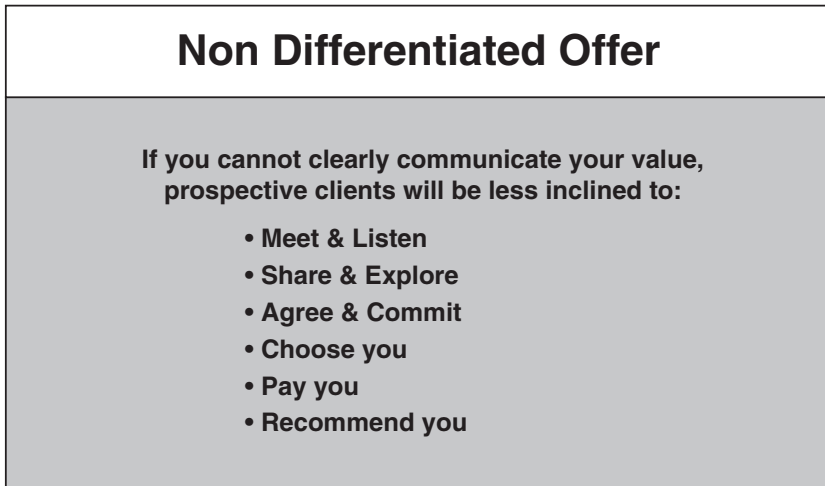 Non Differentiated Offer
If you cannot clearly communicate your value,
prospective clients will be less inclined to:
• Meet & Listen
• Share & Explore
• Agree & Commit
• Choose you
• Pay you
• Recommend you